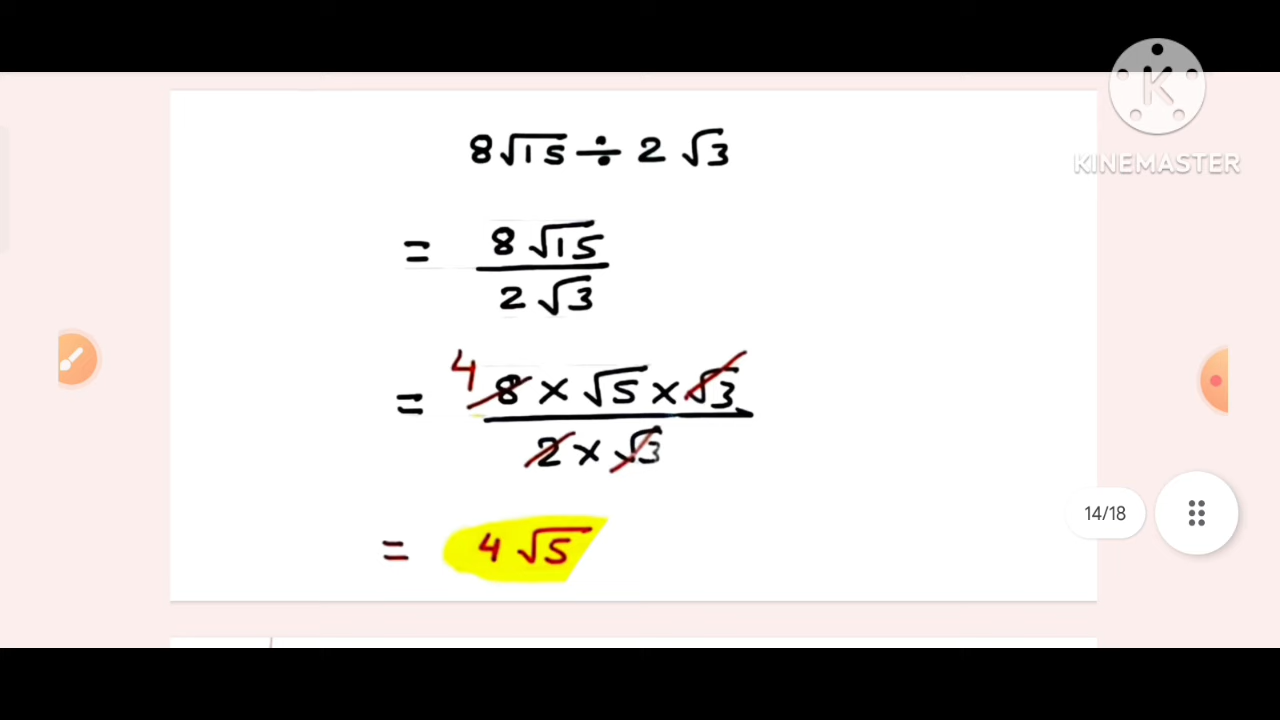 8√15 ÷ 2 √3
= 8 √15
2 √3
4
= 8 × √5 × √3
2 × √3
= 4 √5
K
KINEMASTER
14/18